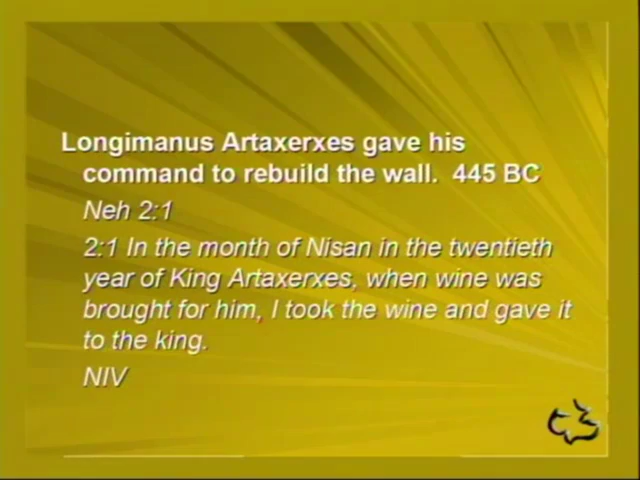 Longimanus Artaxerxes gave his
command to rebuild the wall.  445 BC
Neh 2:1
2:1 In the month of Nisan in the twentieth
year of King Artaxerxes, when wine was
brought for him, I took the wine and gave it
to the king.
NIV